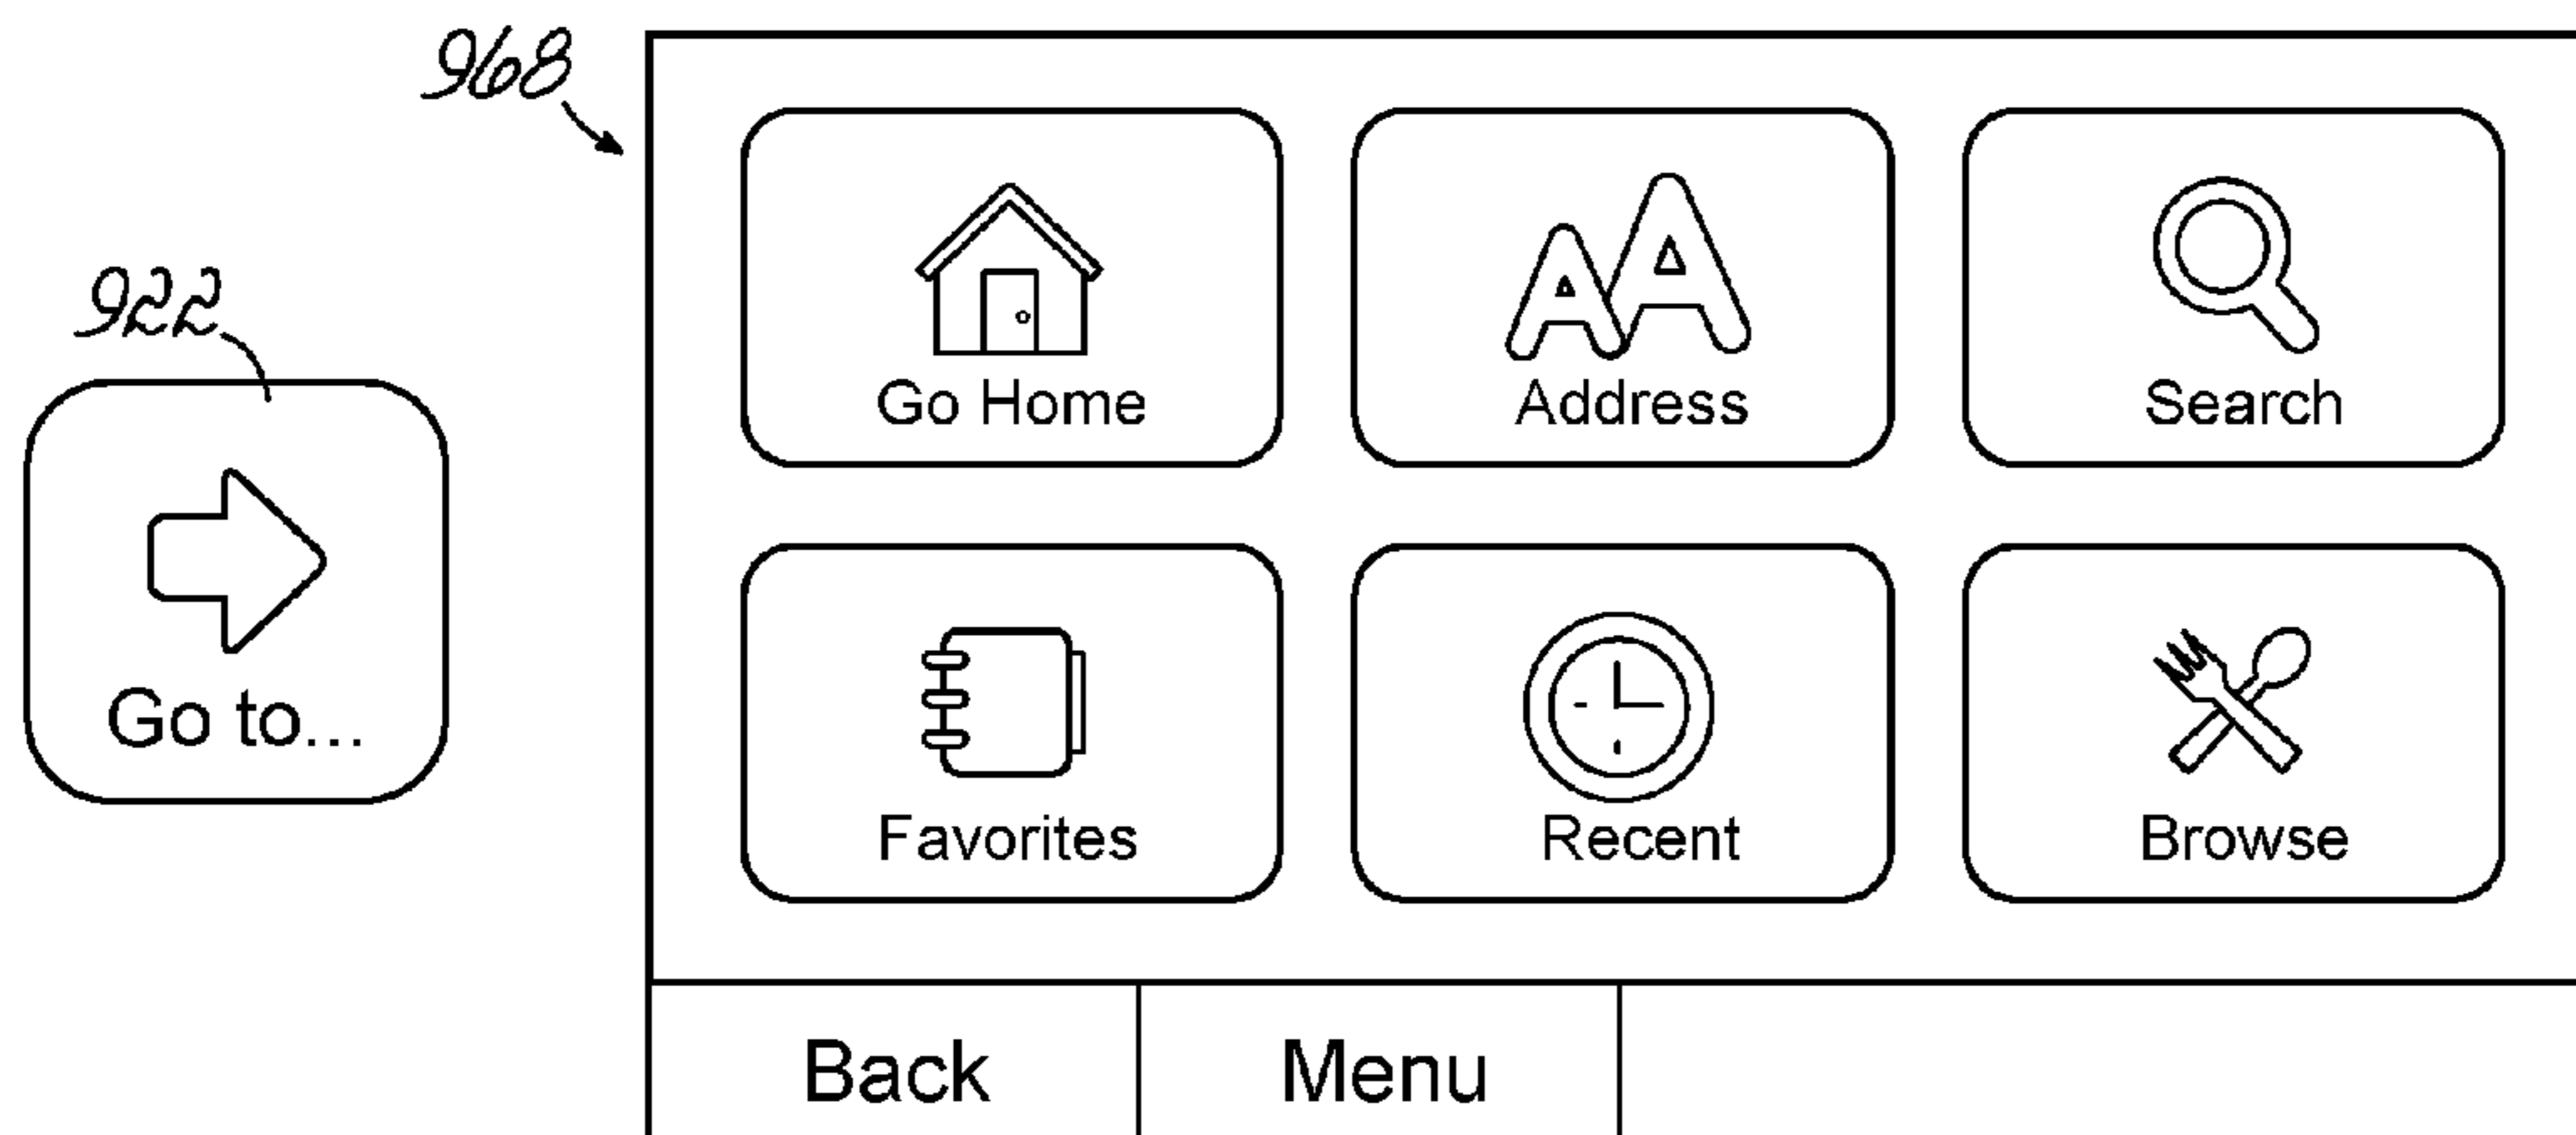 968
922
Go to...
Go Home
Address
Search
Favorites
Recent
Browse
Back
Menu